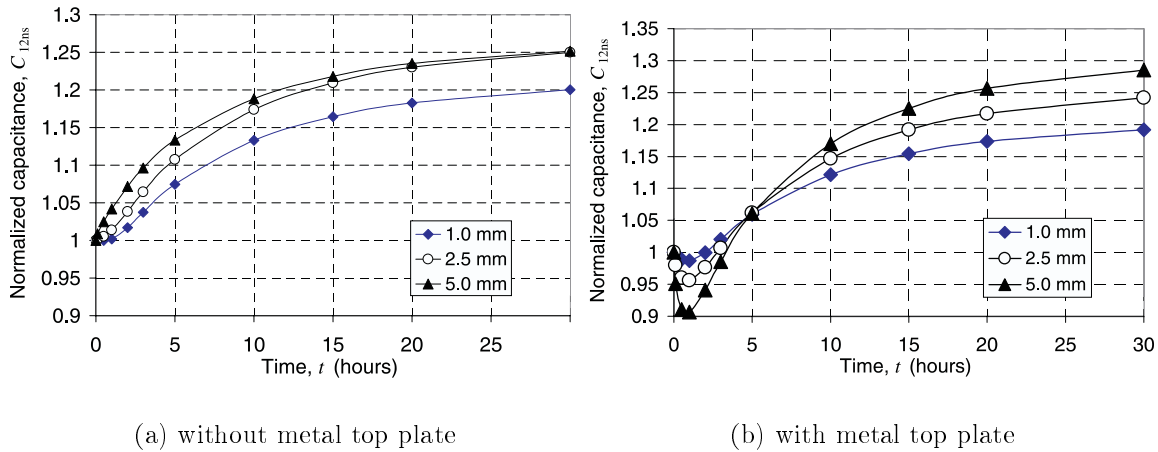 1.3
1.25
1.2
1.15
1.1
1.05
1
0.95
0.9
Normalized capacitance, C12ns
0 5 10 15 20 25
Time, t (hours)
1.0 mm
2.5 mm
5.0 mm
(a) without metal top plate
1.35
1.3
1.25
1.2
1.15
1.1
1.05
1
0.95
0.9
Normalized capacitance, C12ns
0 5 10 15 20 25 30
Time, t (hours)
1.0 mm
2.5 mm
5.0 mm
(b) with metal top plate